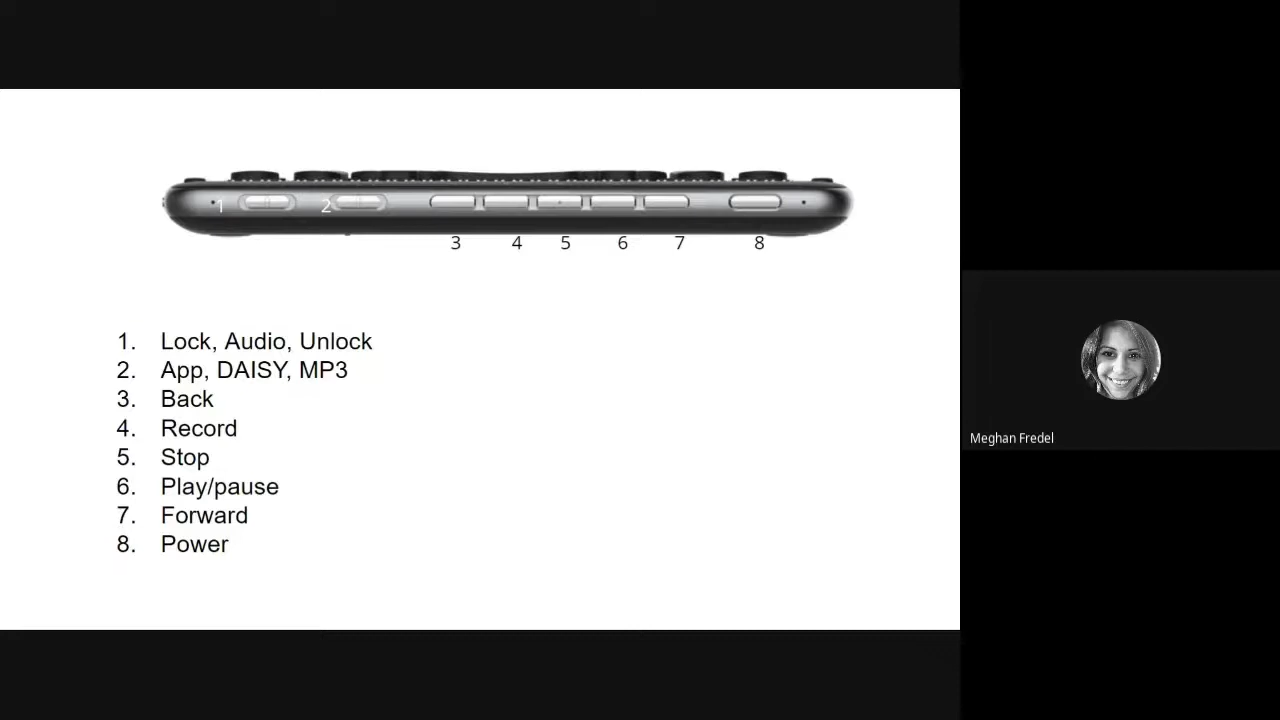 1 2
3 4 5 6 7 8
1. Lock, Audio, Unlock
2. App, DAISY, MP3
3. Back
4. Record
5. Stop
6. Play/pause
7. Forward
8. Power
Meghan Fredel